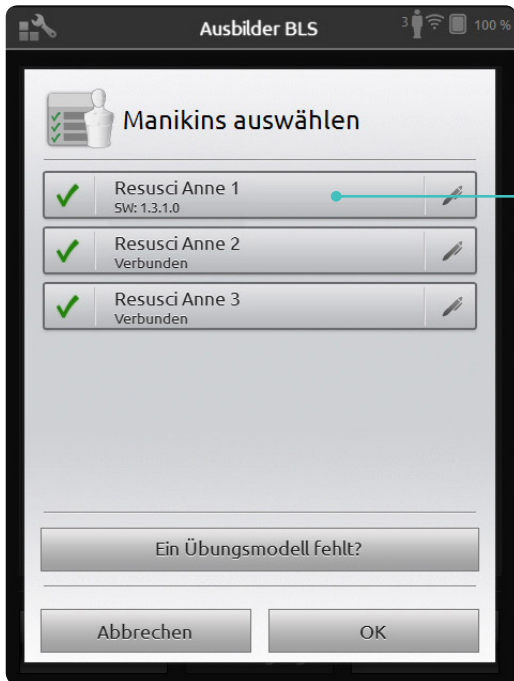 Ausbilder BLS
3
100 %
Manikins auswählen
Resusci Anne 1
SW: 1.3.1.0
Resusci Anne 2
Verbunden
Resusci Anne 3
Verbunden
Ein Übungsmodell fehlt?
Abbrechen
OK